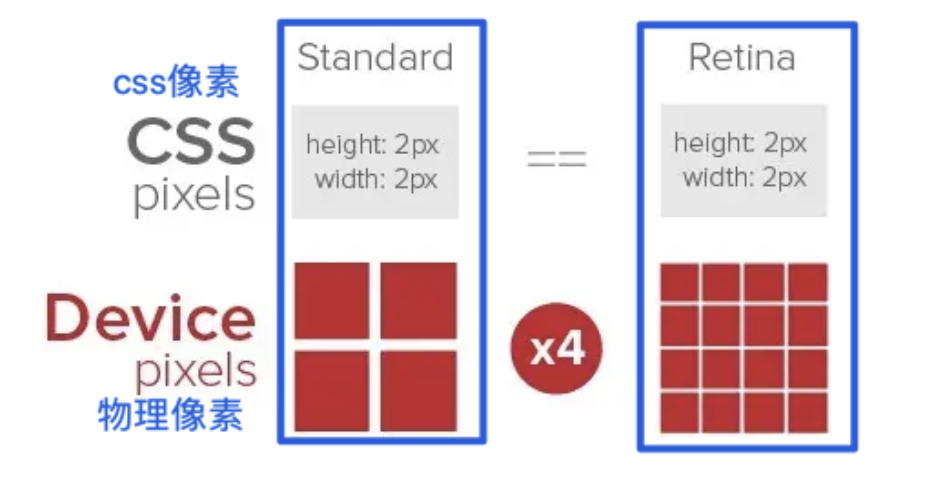 Standard
Retina
css像素
CSS
pixels
height: 2px
width: 2px
==
height: 2px
width: 2px
Device
pixels
物理像素
x4